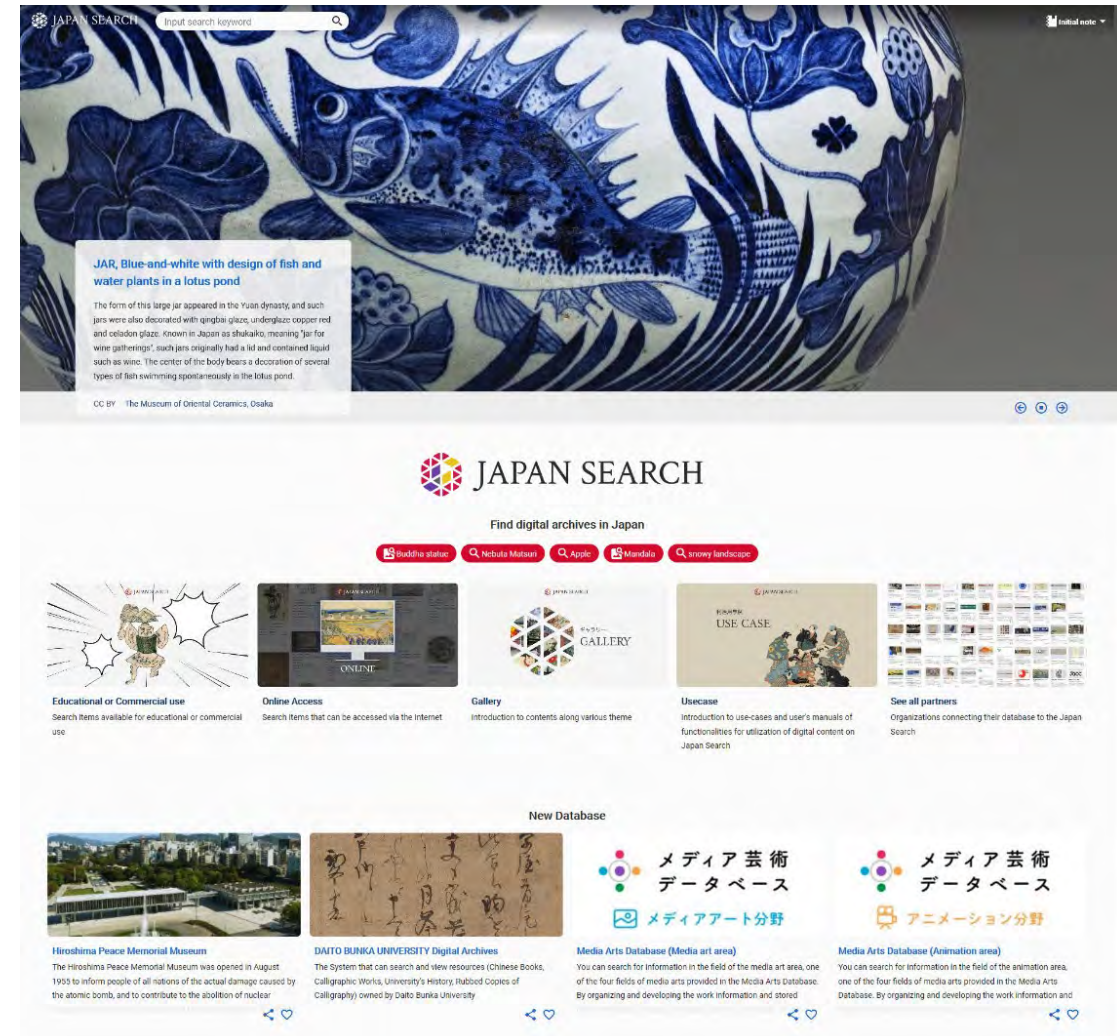 JAPAN SEARCH
Input search keyword
Initial note
JAR, Blue-and-white with design of fish and
water plants in a lotus pond
The form of this large jar appeared in the Yuan dynasty, and such
jars were also decorated with qingbai glaze, underglaze copper red
and celadon glaze. Known in Japan as shukaiko, meaning "jar for
wine gatherings", such jars originally had a lid and contained liquid
such as wine. The center of the body bears a decoration of several
types of fish swimming spontaneously in the lotus pond.
CC BY The Museum of Oriental Ceramics, Osaka
JAPAN SEARCH
Find digital archives in Japan
Buddha statue Nebuta Matsuri Apple Mandala snowy landscape
JAPAN SEARCH
JAPAN SEARCH
ONLINE
JAPAN SEARCH
ギャラリー
GALLERY
JAPAN SEARCH
USE CASE
Educational or Commercial use
Search items available for educational or commercial
use
Online Access
Search items that can be accessed via the Internet
Gallery
Introduction to contents along various theme
Usecase
Introduction to use-cases and user's manuals of
functionalities for utilization of digital content on
Japan Search
See all partners
Organizations connecting their database to the Japan
Search
New Database
メディア芸術
データベース
メディアアート分野
メディア芸術
データベース
アニメーション分野
Hiroshima Peace Memorial Museum
The Hiroshima Peace Memorial Museum was opened in August
1955 to inform people of all nations of the actual damage caused by
the atomic bomb, and to contribute to the abolition of nuclear
DAITO BUNKA UNIVERSITY Digital Archives
The System that can search and view resources (Chinese Books,
Calligraphic Works, University's History, Rubbed Copies of
Calligraphy) owned by Daito Bunka University
Media Arts Database (Media art area)
You can search for information in the field of the media art area, one
of the four fields of media arts provided in the Media Arts Database.
By organizing and developing the work information and stored
Media Arts Database (Animation area)
You can search for information in the field of the animation area,
one of the four fields of media arts provided in the Media Arts
Database. By organizing and developing the work information and